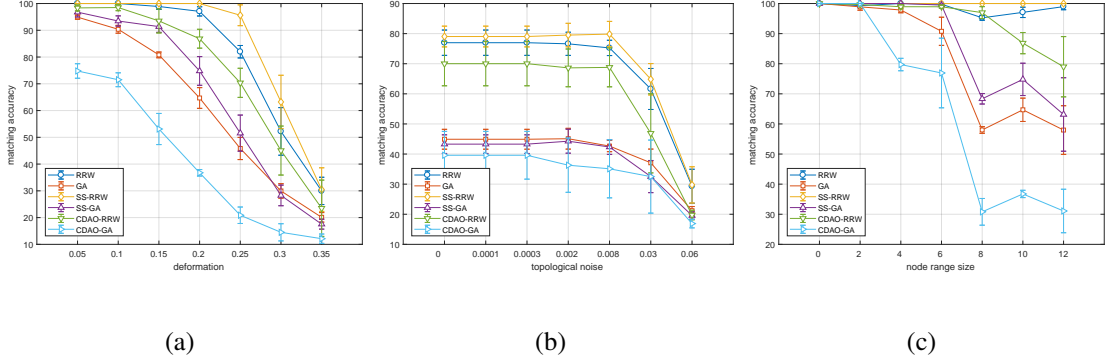 100
90
80
70
60
50
40
30
20
10
matching accuracy
0.05 0.1 0.15 0.2 0.25 0.3 0.35
deformation
RRW
GA
SS-RRW
SS-GA
CDAO-RRW
CDAO-GA
(a)
90
80
70
60
50
40
30
20
10
matching accuracy
0 0.0001 0.0003 0.002 0.008 0.03 0.06
topological noise
RRW
GA
SS-RRW
SS-GA
CDAO-RRW
CDAO-GA
(b)
100
90
80
70
60
50
40
30
20
matching accuracy
0 2 4 6 8 10 12
node range size
RRW
GA
SS-RRW
SS-GA
CDAO-RRW
CDAO-GA
(c)